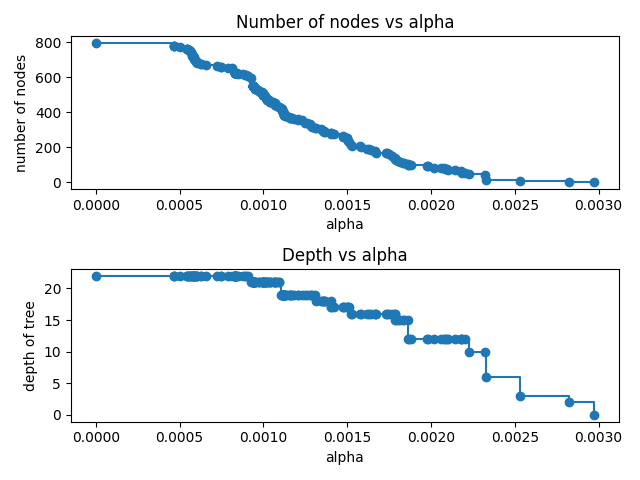 Number of nodes vs alpha
800
600
400
200
0
number of nodes
0.0000 0.0005 0.0010 0.0015 0.0020 0.0025 0.0030
alpha
Depth vs alpha
20
15
10
5
0
depth of tree
0.0000 0.0005 0.0010 0.0015 0.0020 0.0025 0.0030
alpha